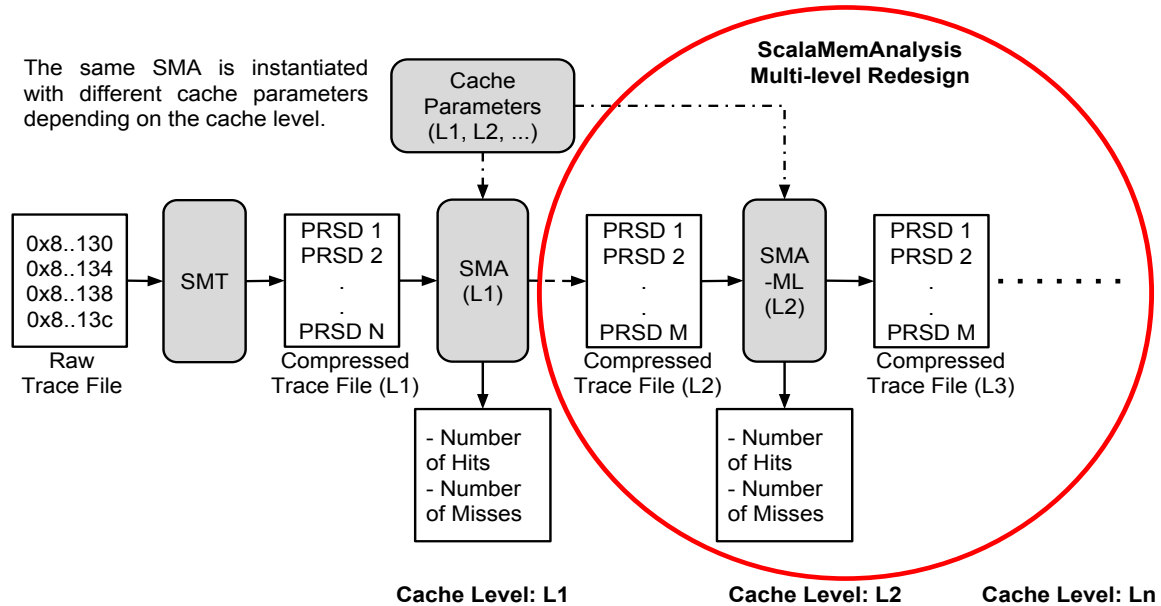 The same SMA is instantiated
with different cache parameters
depending on the cache level.
Cache
Parameters
(L1, L2, ...)
ScalaMemAnalysis
Multi-level Redesign
0x8..130
0x8..134
0x8..138
0x8..13c
Raw
Trace File
SMT
PRSD 1
PRSD 2
.
.
PRSD N
Compressed
Trace File (L1)
SMA
(L1)
PRSD 1
PRSD 2
.
.
PRSD M
Compressed
Trace File (L2)
SMA
-ML
(L2)
PRSD 1
PRSD 2
.
.
PRSD M
Compressed
Trace File (L3)
- Number
of Hits
- Number
of Misses
- Number
of Hits
- Number
of Misses
Cache Level: L1
Cache Level: L2
Cache Level: Ln